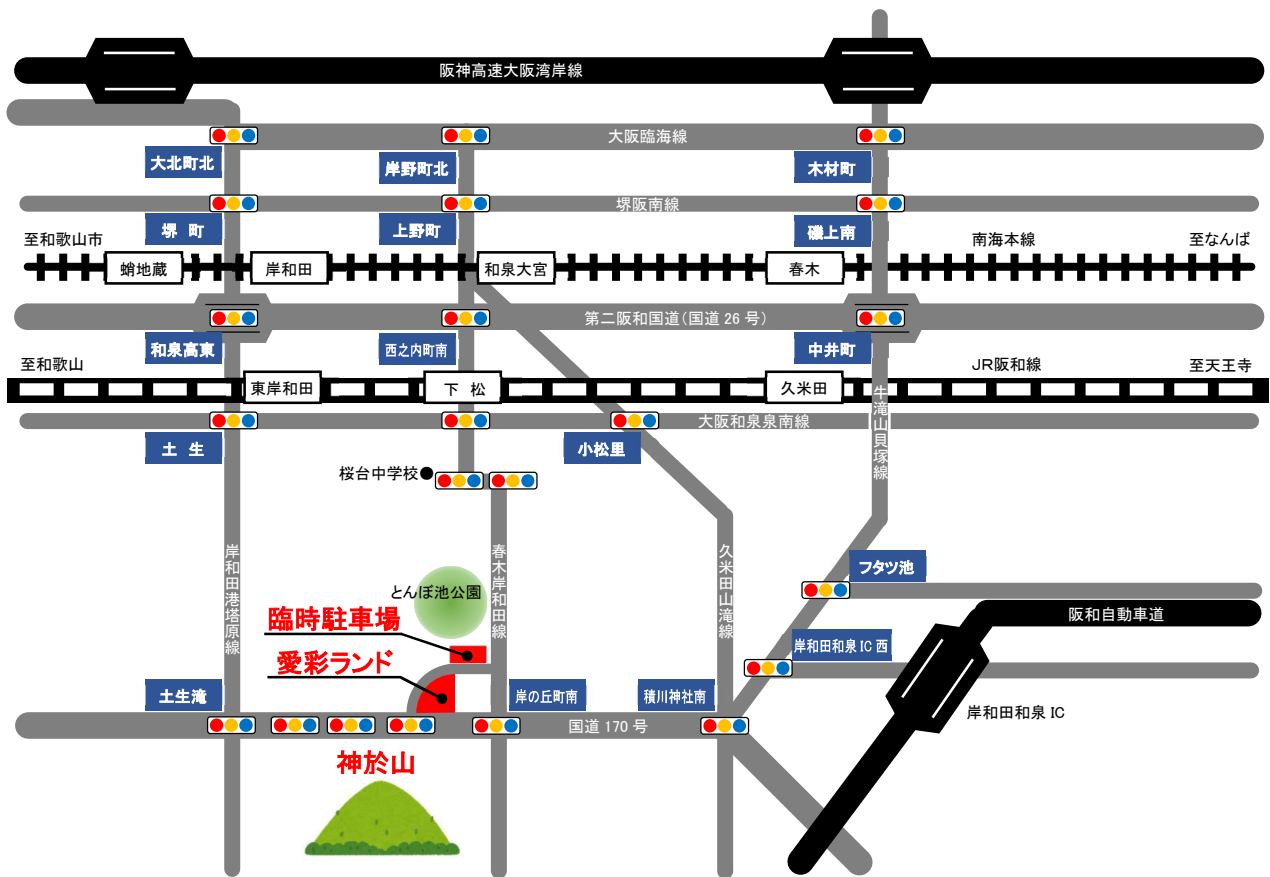 阪神高速大阪湾岸線
大阪臨海線
大北町北
岸野町北
木材町
堺阪南線
堺 町
上野町
磯上南
至和歌山市
南海本線
至なんば
蛸地蔵
岸和田
和泉大宮
春木
第二阪和国道(国道 26 号)
和泉高東
西之内町南
中井町
至和歌山
JR阪和線
至天王寺
東岸和田
下 松
久米田
牛滝山貝塚線
大阪和泉泉南線
土 生
小松里
桜台中学校
岸和田港塔原線
春木岸和田線
久米田山滝線
フタツ池
とんぼ池公園
臨時駐車場
阪和自動車道
愛彩ランド
岸和田和泉 IC 西
土生滝
岸の丘町南
積川神社南
岸和田和泉 IC
国道 170 号
神於山